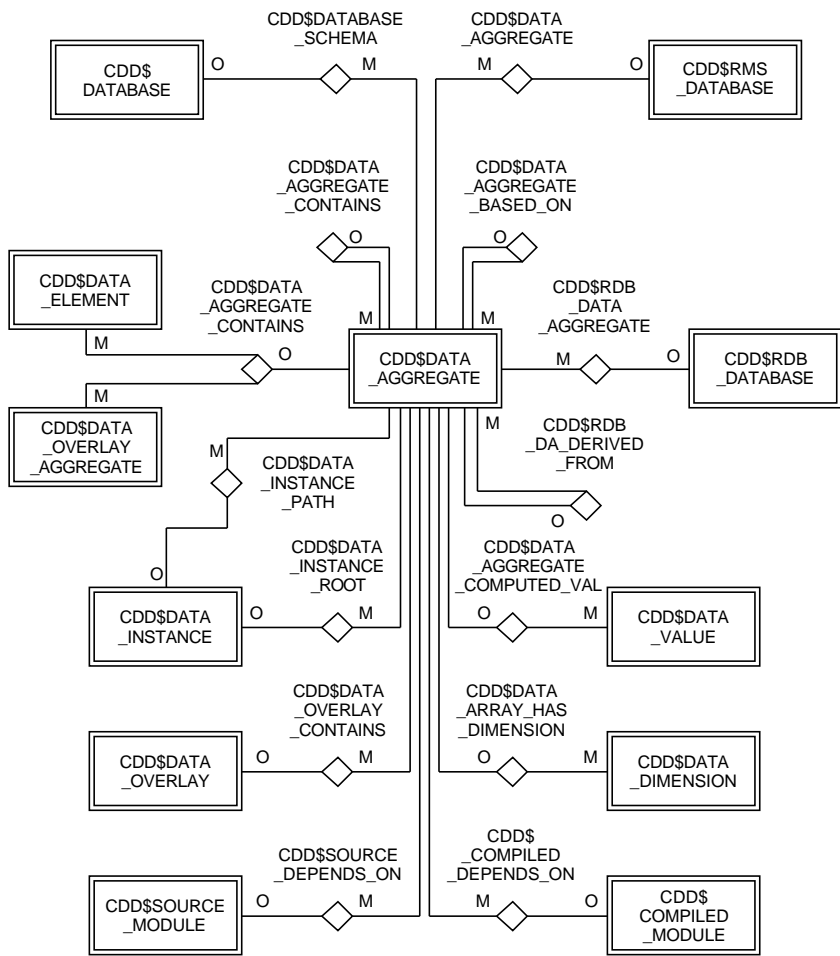 CDD$DATABASE
_SCHEMA
CDD$DATA
_AGGREGATE
CDD$
DATABASE
O
M
M
O
CDD$RMS
_DATABASE
CDD$DATA
_AGGREGATE
_CONTAINS
CDD$DATA
_AGGREGATE
_BASED_ON
O
O
CDD$DATA
_ELEMENT
CDD$DATA
_AGGREGATE
_CONTAINS
CDD$RDB
_DATA
_AGGREGATE
M
M
M
O
CDD$DATA
_AGGREGATE
M
O
CDD$RDB
_DATABASE
M
CDD$DATA
_OVERLAY
_AGGREGATE
M
M
CDD$RDB
_DA_DERIVED
_FROM
CDD$DATA
_INSTANCE
_PATH
O
O
CDD$DATA
_INSTANCE
_ROOT
CDD$DATA
_AGGREGATE
_COMPUTED_VAL
CDD$DATA
_INSTANCE
O
M
O
M
CDD$DATA
_VALUE
CDD$DATA
_OVERLAY
_CONTAINS
CDD$DATA
_ARRAY_HAS
_DIMENSION
CDD$DATA
_OVERLAY
O
M
O
M
CDD$DATA
_DIMENSION
CDD$SOURCE
_DEPENDS_ON
CDD$
_COMPILED
_DEPENDS_ON
CDD$SOURCE
_MODULE
O
M
M
O
CDD$
COMPILED
_MODULE